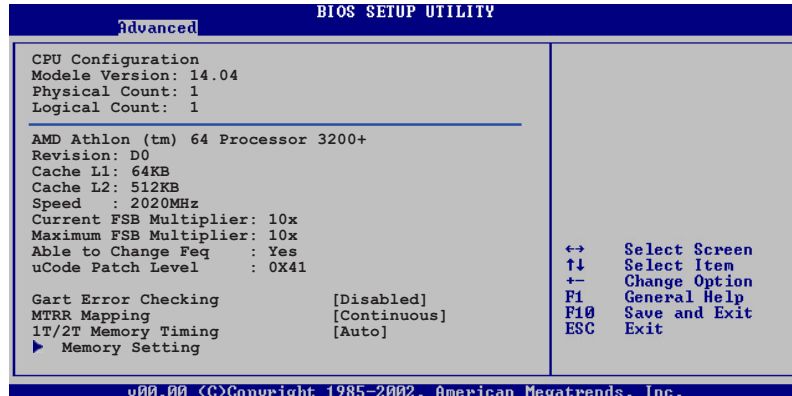 BIOS SETUP UTILITY
Advanced
CPU Configuration
Modele Version: 14.04
Physical Count: 1
Logical Count: 1
AMD Athlon (tm) 64 Processor 3200+
Revision: D0
Cache L1: 64KB
Cache L2: 512KB
Speed : 2020MHz
Current FSB Multiplier: 10x
Maximum FSB Multiplier: 10x
Able to Change Feq : Yes
uCode Patch Level : 0X41
Gart Error Checking [Disabled]
MTRR Mapping [Continuous]
1T/2T Memory Timing [Auto]
Memory Setting
↔ Select Screen
↑↓ Select Item
+- Change Option
F1 General Help
F10 Save and Exit
ESC Exit
v00.00 (C)Copyright 1985-2002, American Megatrends, Inc.